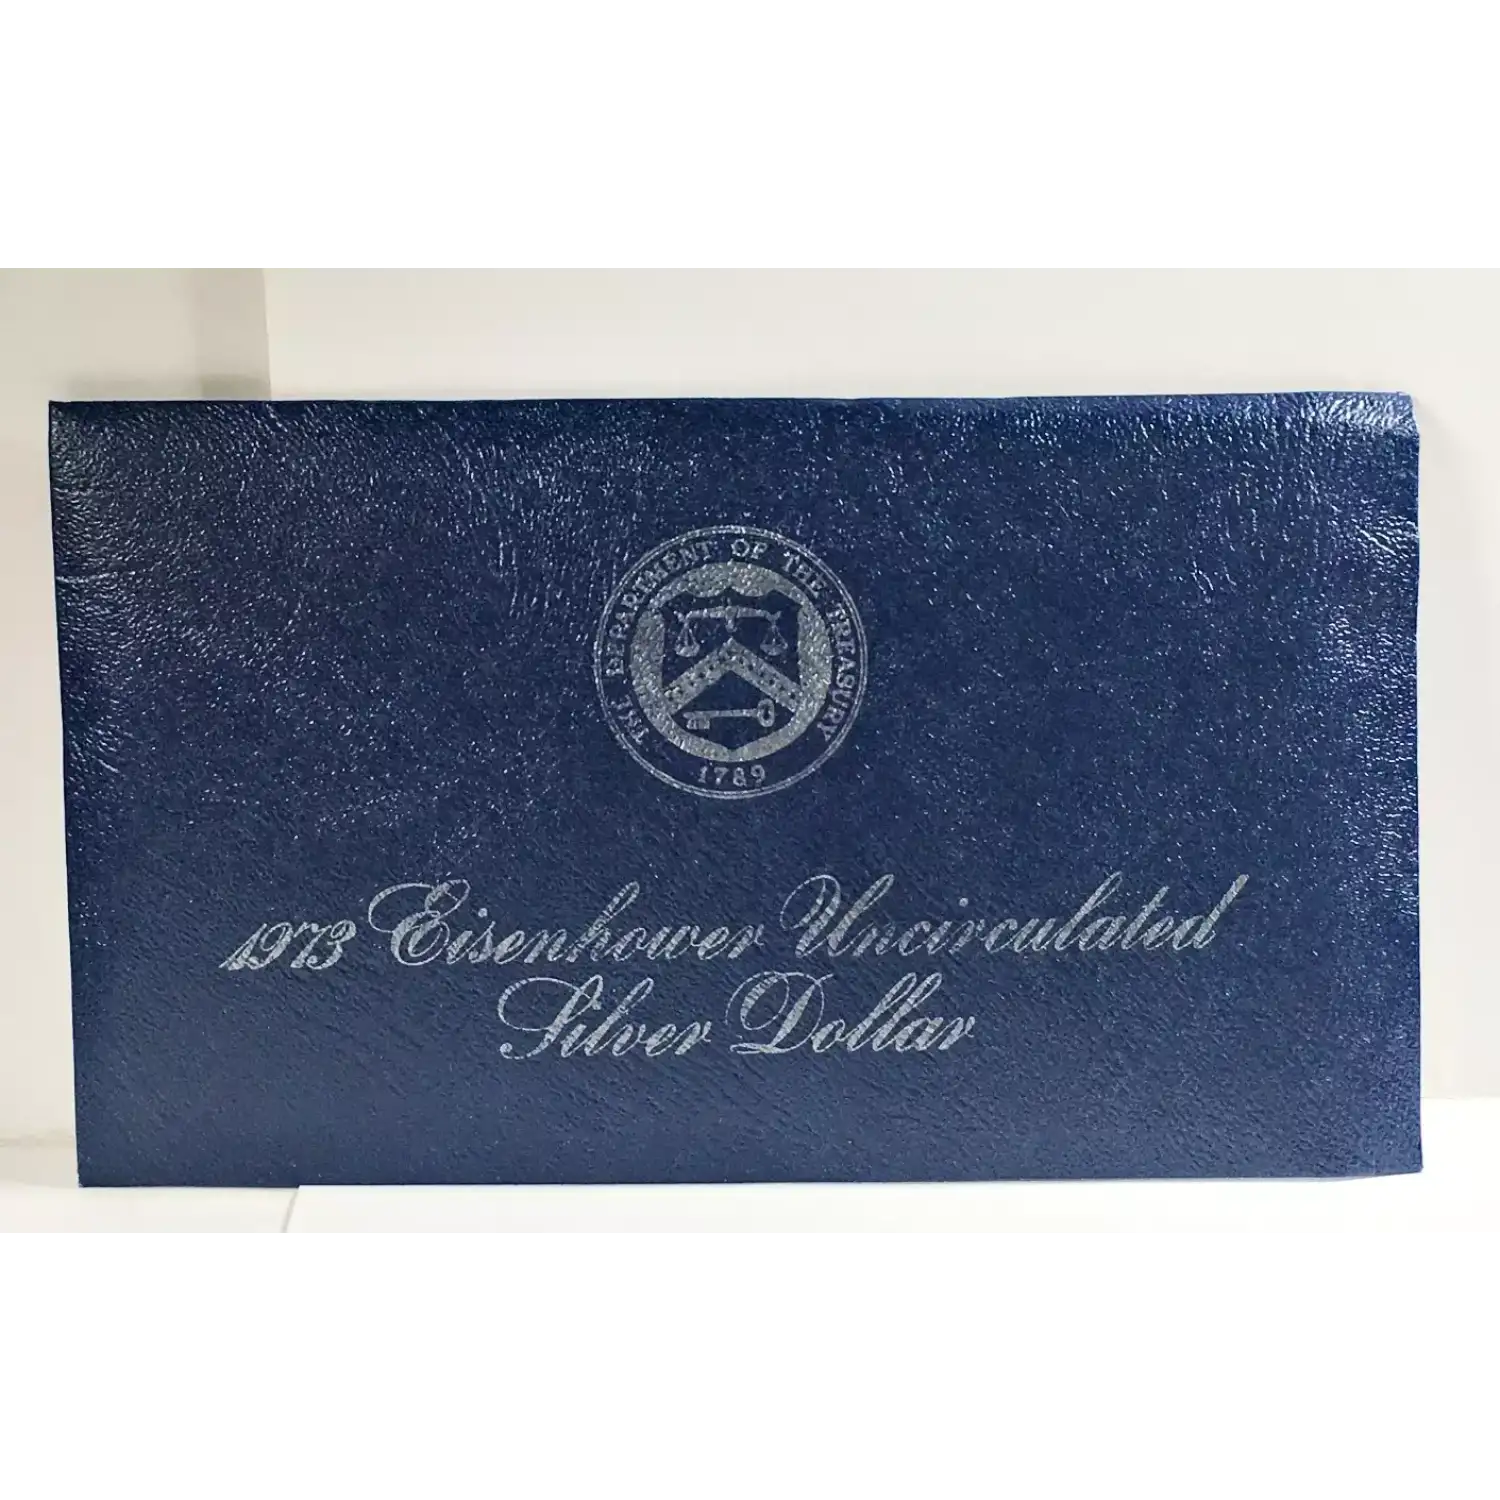 THE DEPARTMENT OF THE TREASURY
1789
1973 Eisenhower Uncirculated
Silver Dollar